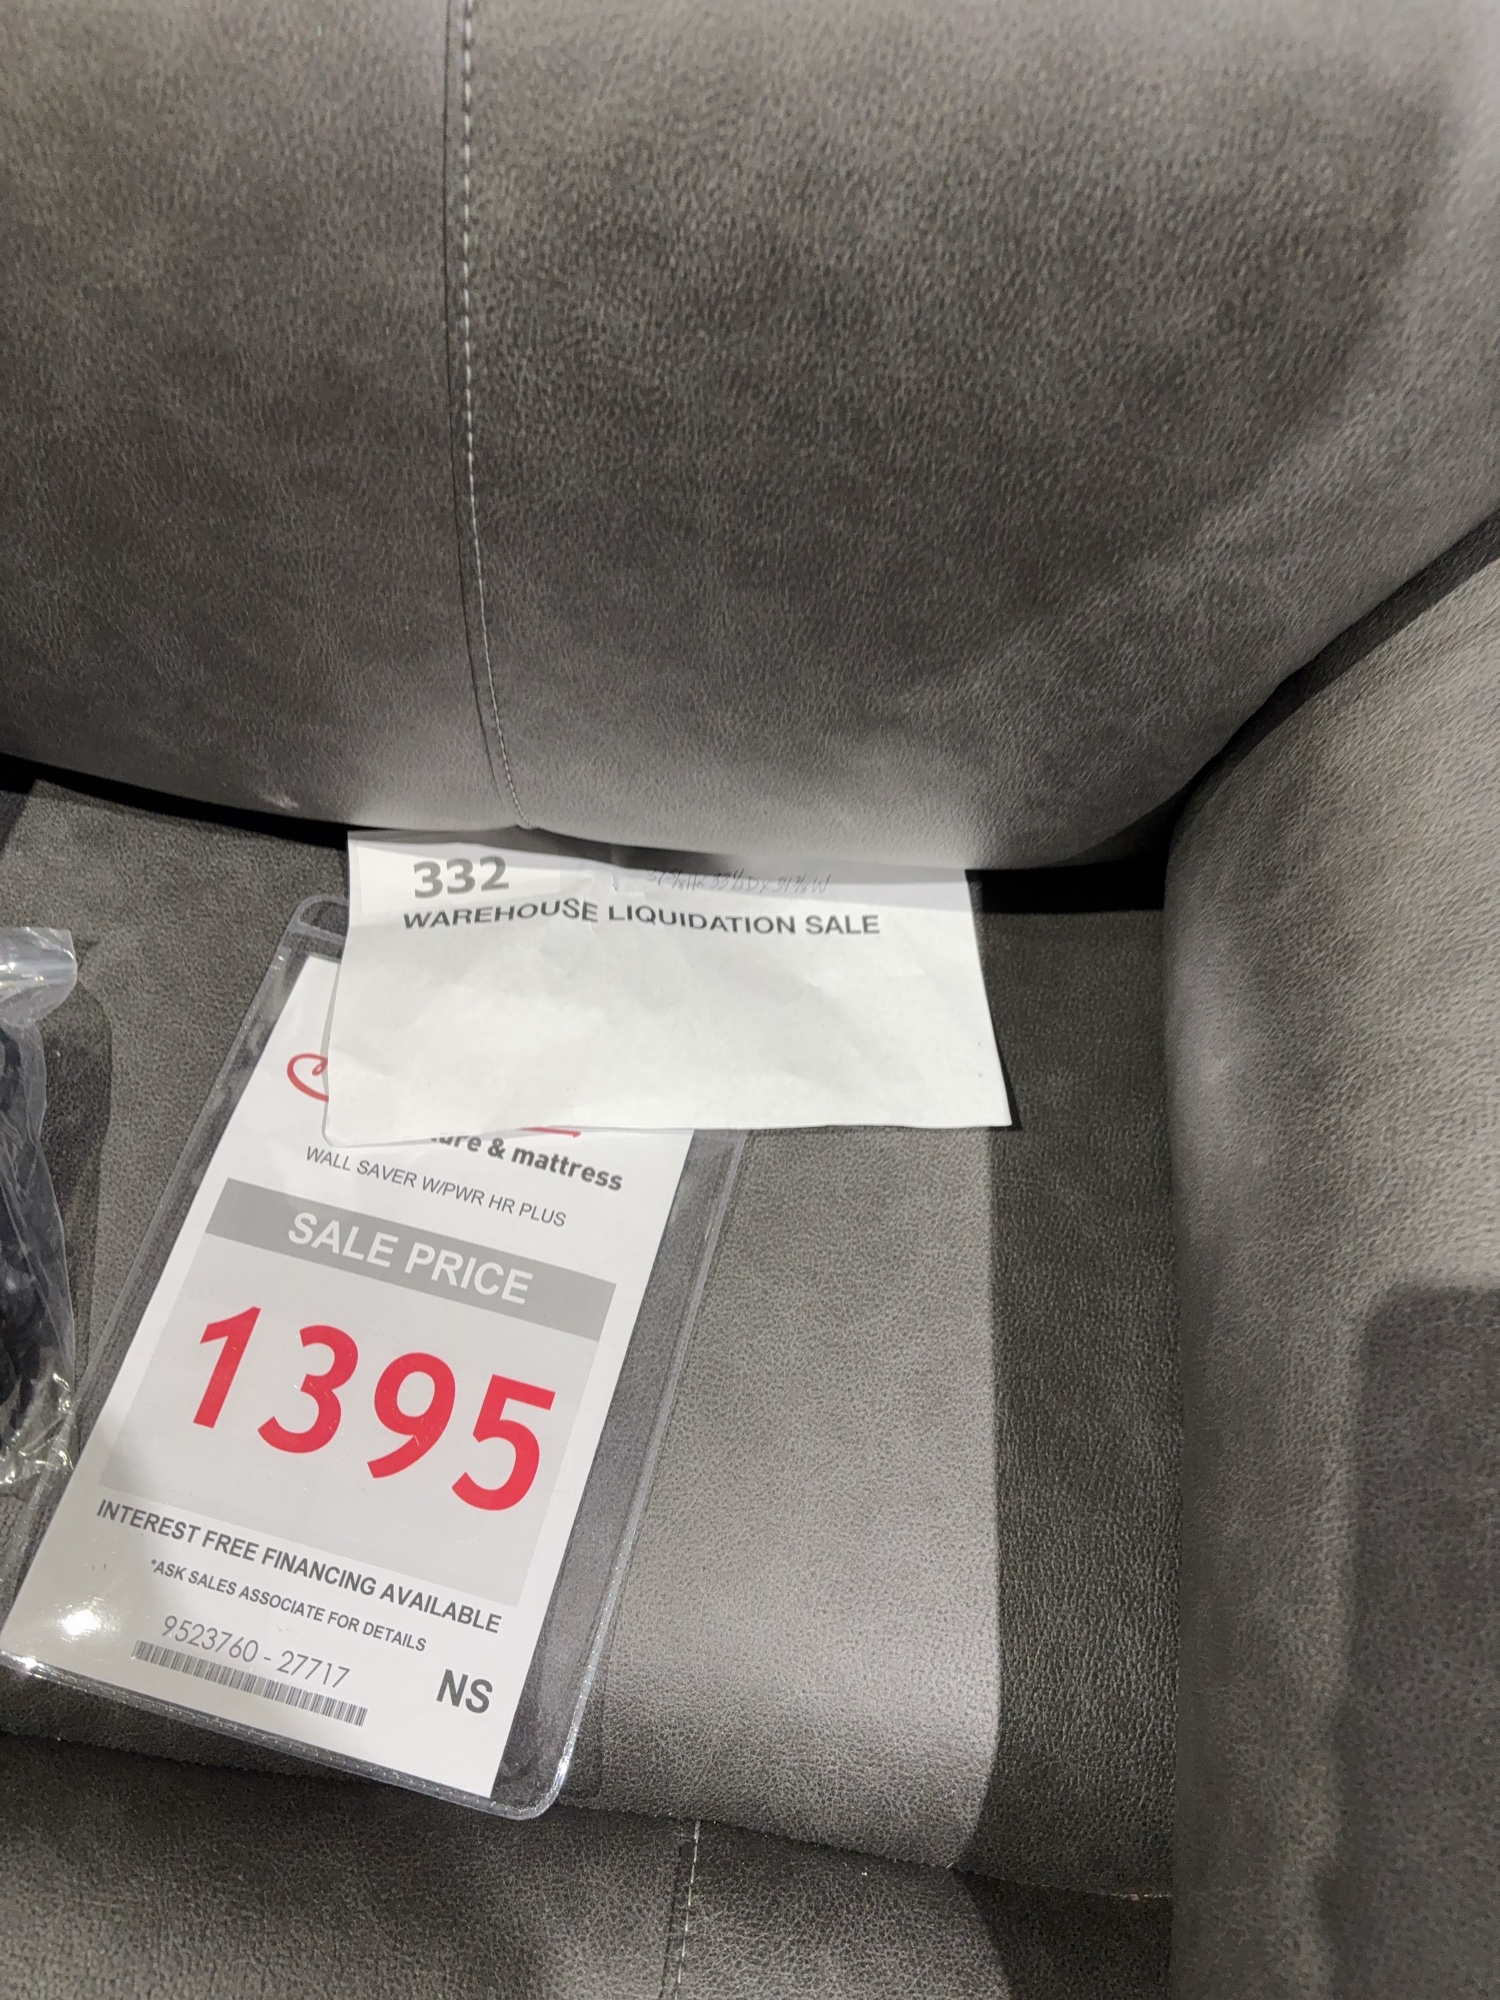 332
WAREHOUSE LIQUIDATION SALE
& mattress
WALL SAVER W/PWR HR PLUS
SALE PRICE
1395
INTEREST FREE FINANCING AVAILABLE
*ASK SALES ASSOCIATE FOR DETAILS
9523760 - 27717
NS